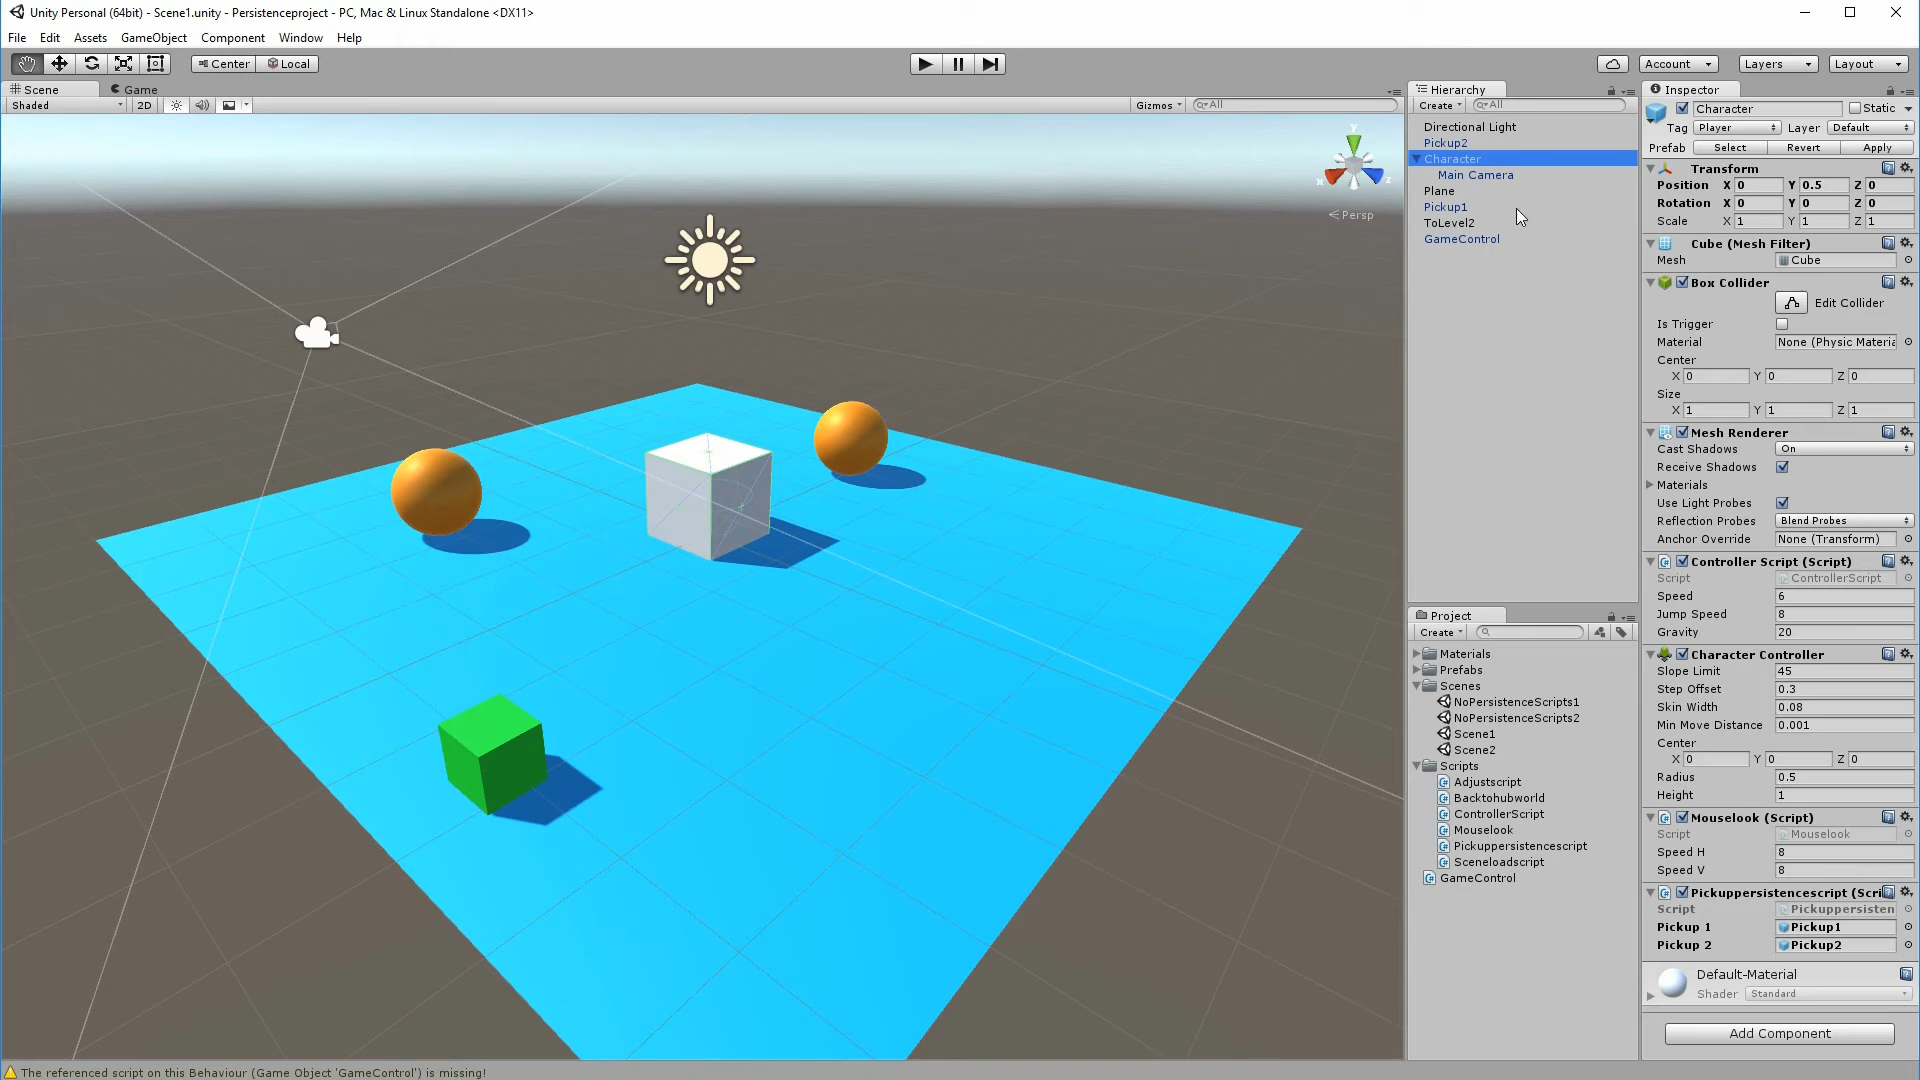 Unity Personal (64bit) - Scene1.unity - Persistenceproject - PC, Mac & Linux Standalone <DX11>
File Edit Assets GameObject Component Window Help
Center Local Account Layers Layout
Scene Game
Shaded 2D Gizmos All
y
x
z
Persp
Hierarchy
Create All
Directional Light
Pickup2
Character
Main Camera
Plane
Pickup1
ToLevel2
GameControl
Project
Create
Materials
Prefabs
Scenes
NoPersistenceScripts1
NoPersistenceScripts2
Scene1
Scene2
Scripts
Adjustscript
Backtohubworld
ControllerScript
Mouselook
Pickuppersistencescript
Sceneloadscript
GameControl
Inspector
Character Static
Tag Player Layer Default
Prefab Select Revert Apply
Transform
Position X 0 Y 0.5 Z 0
Rotation X 0 Y 0 Z 0
Scale X 1 Y 1 Z 1
Cube (Mesh Filter)
Mesh Cube
Box Collider
Edit Collider
Is Trigger
Material None (Physic Materia
Center
X 0 Y 0 Z 0
Size
X 1 Y 1 Z 1
Mesh Renderer
Cast Shadows On
Receive Shadows
Materials
Use Light Probes
Reflection Probes Blend Probes
Anchor Override None (Transform)
Controller Script (Script)
Script ControllerScript
Speed 6
Jump Speed 8
Gravity 20
Character Controller
Slope Limit 45
Step Offset 0.3
Skin Width 0.08
Min Move Distance 0.001
Center
X 0 Y 0 Z 0
Radius 0.5
Height 1
Mouselook (Script)
Script Mouselook
Speed H 8
Speed V 8
Pickuppersistencescript (Scri
Script Pickuppersisten
Pickup 1 Pickup1
Pickup 2 Pickup2
Default-Material
Shader Standard
Add Component
The referenced script on this Behaviour (Game Object 'GameControl') is missing!